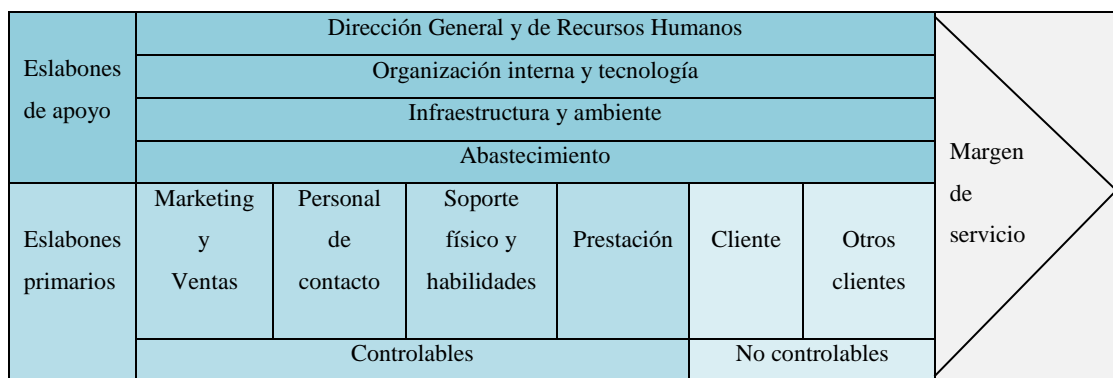 Dirección General y de Recursos Humanos
Eslabones
de apoyo
Organización interna y tecnología
Infraestructura y ambiente
Abastecimiento
Margen
de
servicio
Eslabones
primarios
Marketing
y
Ventas
Personal
de
contacto
Soporte
físico y
habilidades
Prestación
Cliente
Otros
clientes
Controlables
No controlables